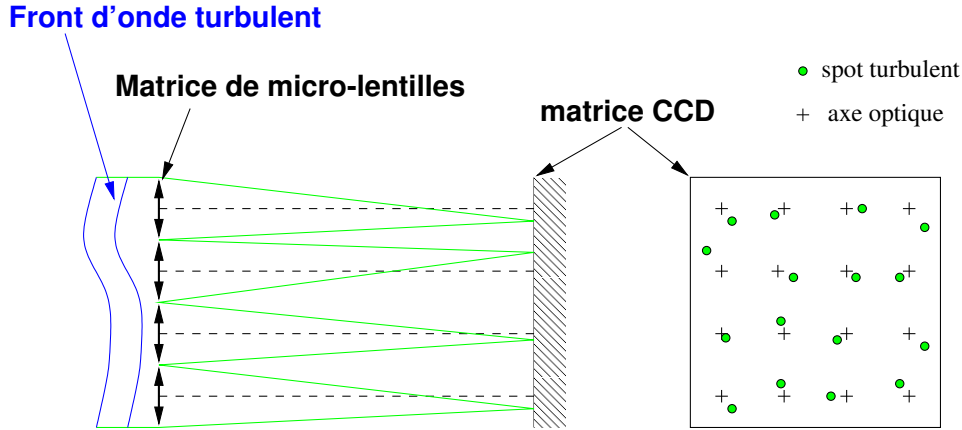 Front d'onde turbulent
Matrice de micro-lentilles
matrice CCD
spot turbulent
axe optique